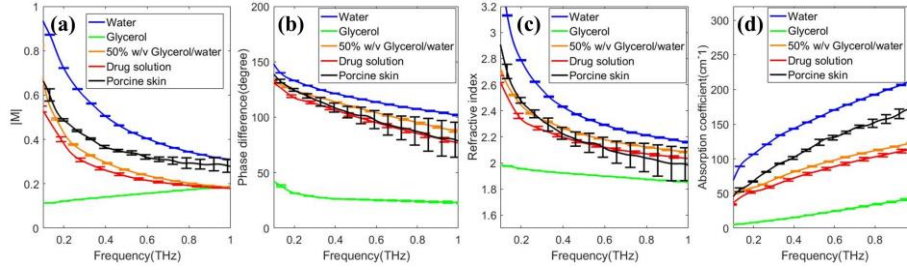 (a)
Water
Glycerol
50% w/v Glycerol/water
Drug solution
Porcine skin
|M|
1
0.8
0.6
0.4
0.2
0
0.2 0.4 0.6 0.8 1
Frequency(THz)
(b)
Water
Glycerol
50% w/v Glycerol/water
Drug solution
Porcine skin
Phase difference(degree)
200
150
100
50
0
0.2 0.4 0.6 0.8 1
Frequency(THz)
(c)
Water
Glycerol
50% w/v Glycerol/water
Drug solution
Porcine skin
Refractive index
3.2
3
2.8
2.6
2.4
2.2
2
1.8
1.6
0.2 0.4 0.6 0.8 1
Frequency(THz)
(d)
Water
Glycerol
50% w/v Glycerol/water
Drug solution
Porcine skin
Absorption coefficient(cm⁻1)
300
200
100
0
0.2 0.4 0.6 0.8
Frequency(THz)